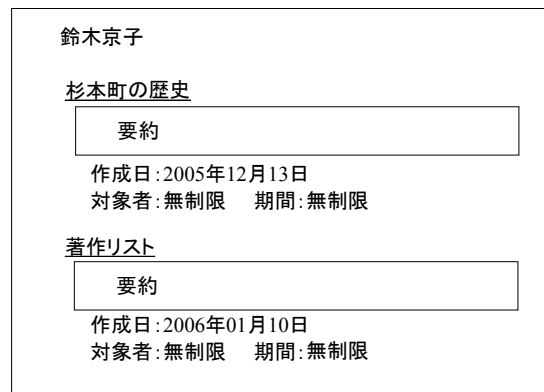 鈴木京子
杉本町の歴史
要約
作成日:2005年12月13日
対象者:無制限　期間:無制限
著作リスト
要約
作成日:2006年01月10日
対象者:無制限　期間:無制限